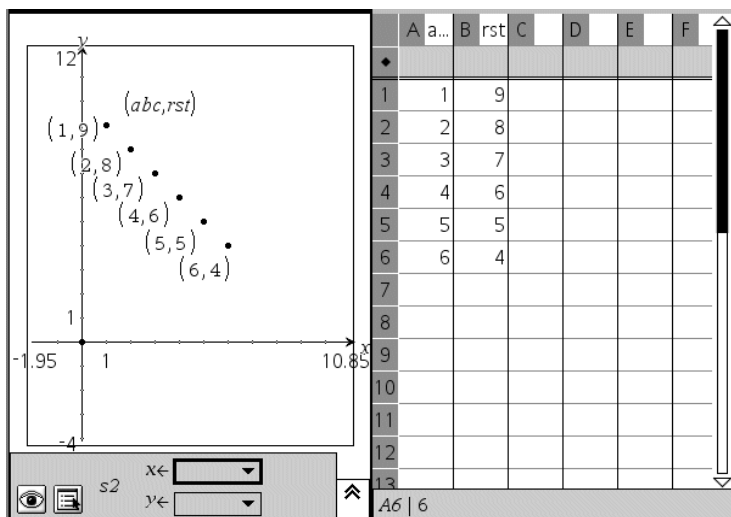 y
12
(abc,rst)
(1,9)
(2,8)
(3,7)
(4,6)
(5,5)
(6,4)
1
x
-1.95 1 10.85
-4
s2
x←
y←
A a... B rst C D E F
◆
1 1 9
2 2 8
3 3 7
4 4 6
5 5 5
6 6 4
7
8
9
10
11
12
13
A6 | 6